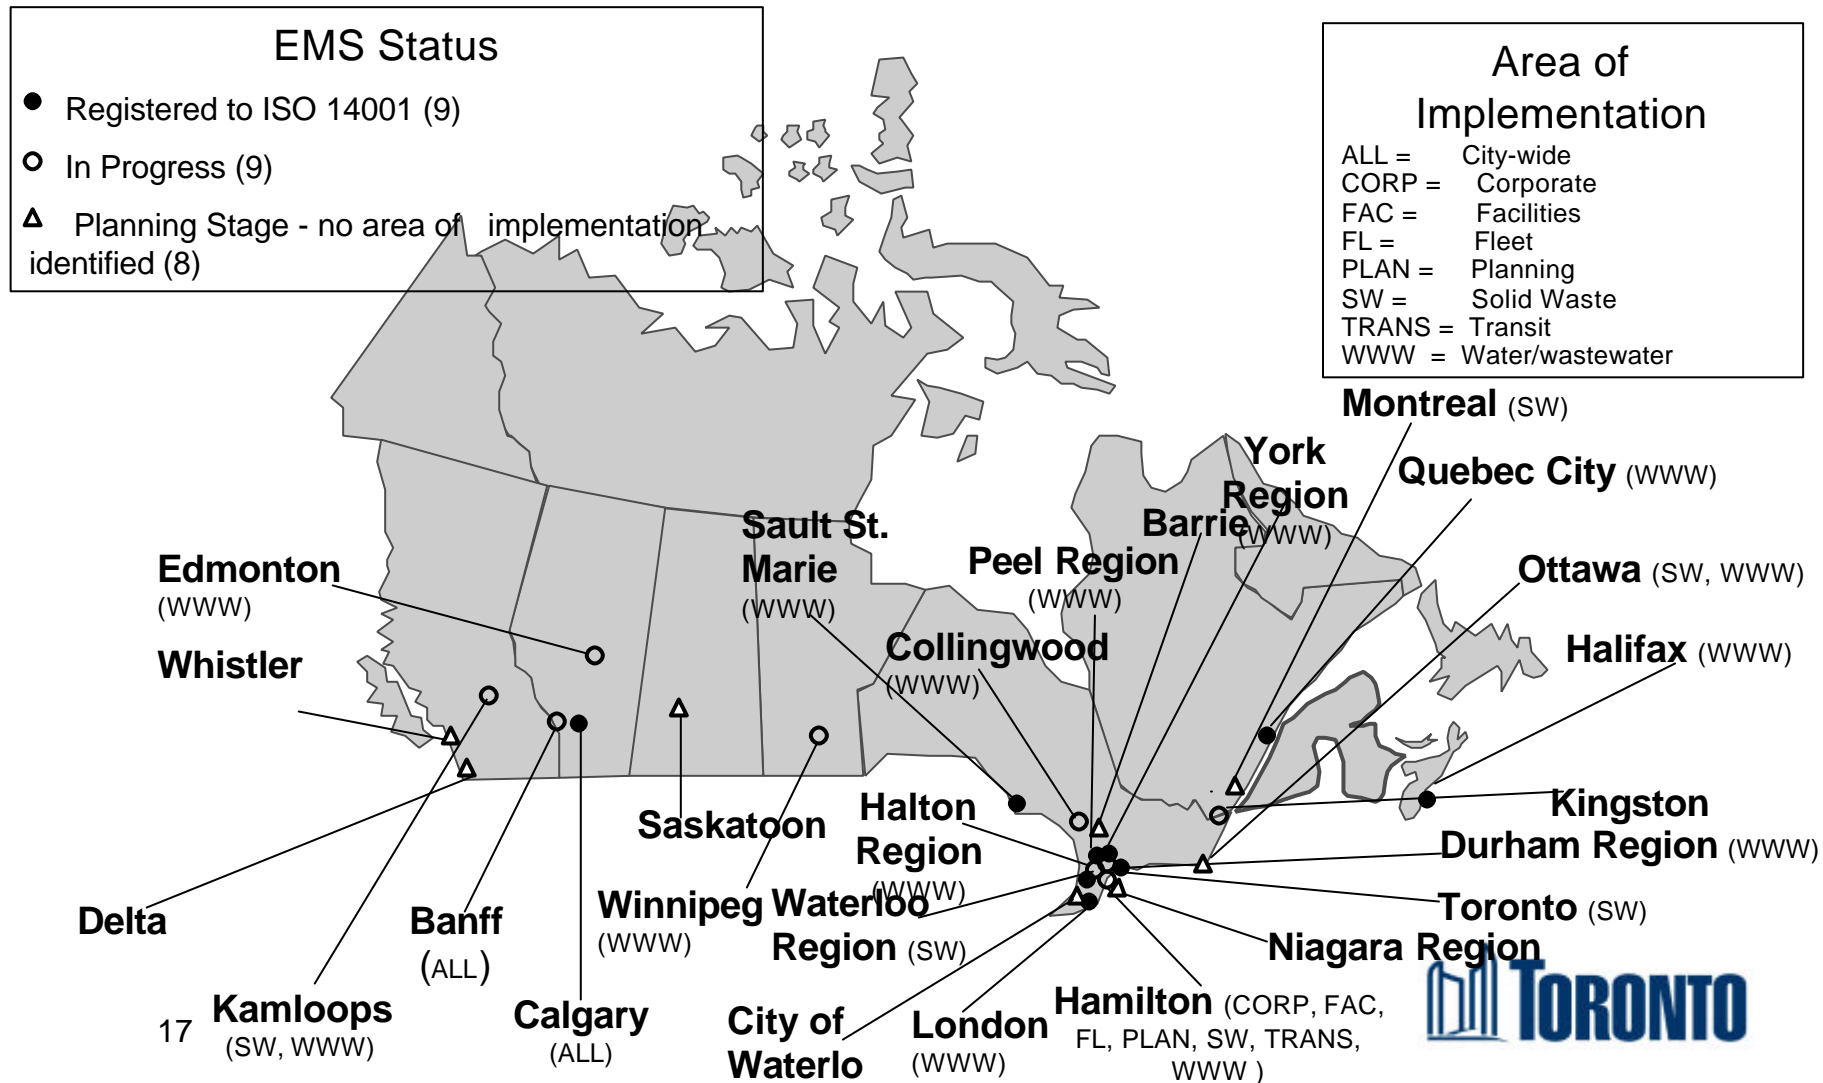 EMS Status
● Registered to ISO 14001 (9)
○ In Progress (9)
△ Planning Stage - no area of implementation
identified (8)
Area of
Implementation
ALL = City-wide
CORP = Corporate
FAC = Facilities
FL = Fleet
PLAN = Planning
SW = Solid Waste
TRANS = Transit
WWW = Water/wastewater
Montreal (SW)
York
Region
(WWW)
Quebec City (WWW)
Barrie
Sault St.
Marie
(WWW)
Peel Region
(WWW)
Edmonton
(WWW)
Ottawa (SW, WWW)
Whistler
Collingwood
(WWW)
Halifax (WWW)
Saskatoon
Halton
Region
(WWW)
Kingston
Durham Region (WWW)
Delta
Banff
(ALL)
Winnipeg
(WWW)
Waterloo
Region (SW)
Toronto (SW)
Niagara Region
Kamloops
(SW, WWW)
Calgary
(ALL)
City of
Waterlo
London
(WWW)
Hamilton (CORP, FAC,
FL, PLAN, SW, TRANS,
WWW )
17
TORONTO